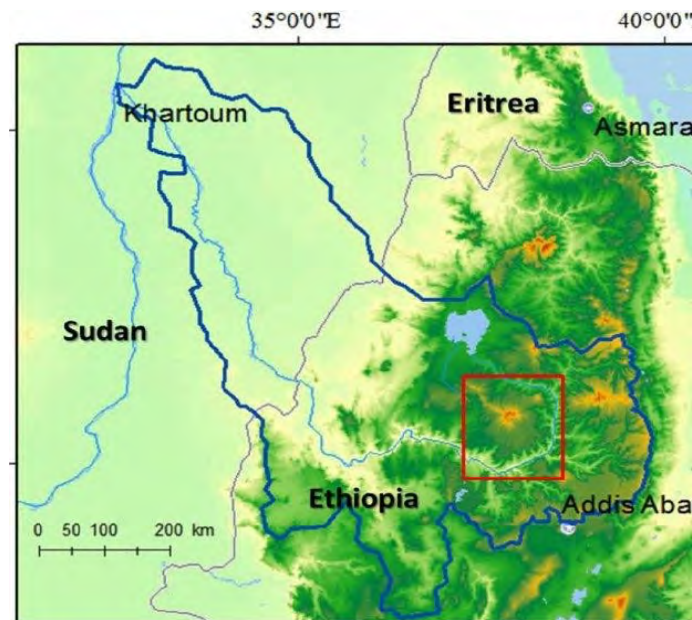 35°0'0"E 40°0'0"E
Khartoum
Eritrea
Asmara
Sudan
Ethiopia
Addis Aba
0 50 100 200 km